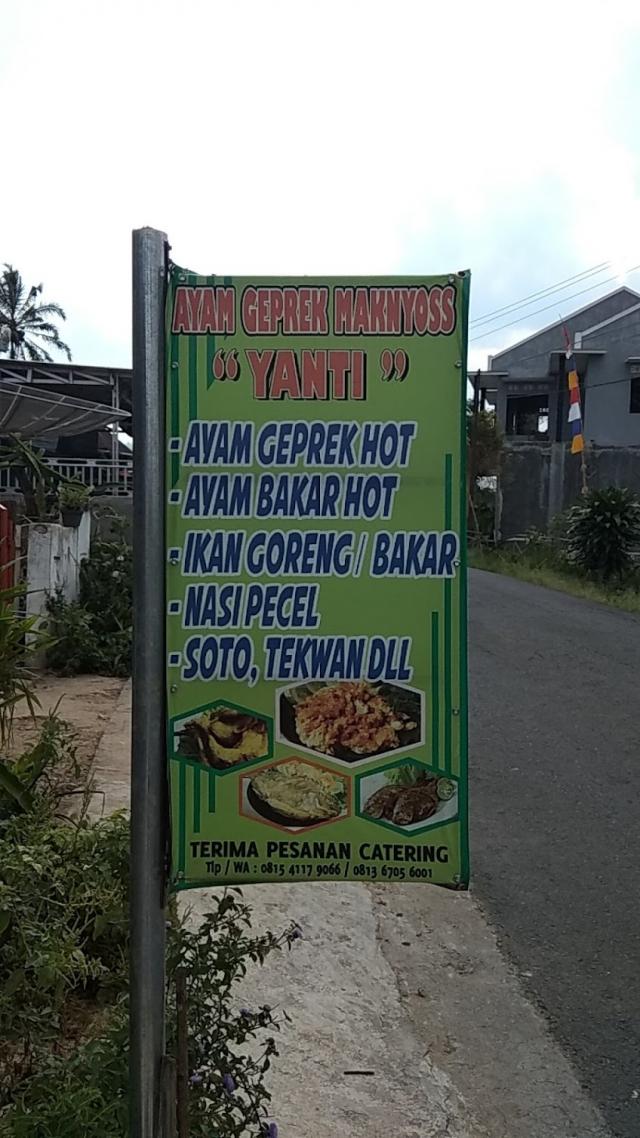 AYAM GEPREK MAKNYOSS
“ YANTI ”
- AYAM GEPREK HOT
- AYAM BAKAR HOT
- IKAN GORENG / BAKAR
- NASI PECEL
- SOTO, TEKWAN DLL
TERIMA PESANAN CATERING
Tlp / WA : 0815 4117 9066 / 0813 6705 6001